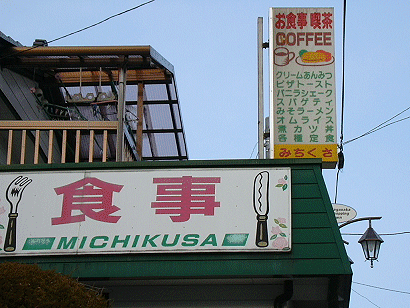 お食事 喫茶
COFFEE
クリームあんみつ
ピザトースト
バニラシェーク
スパゲティ
みそラーメン
オムライス
煮カツ丼
各種定食
みちくさ
食事
MICHIKUSA